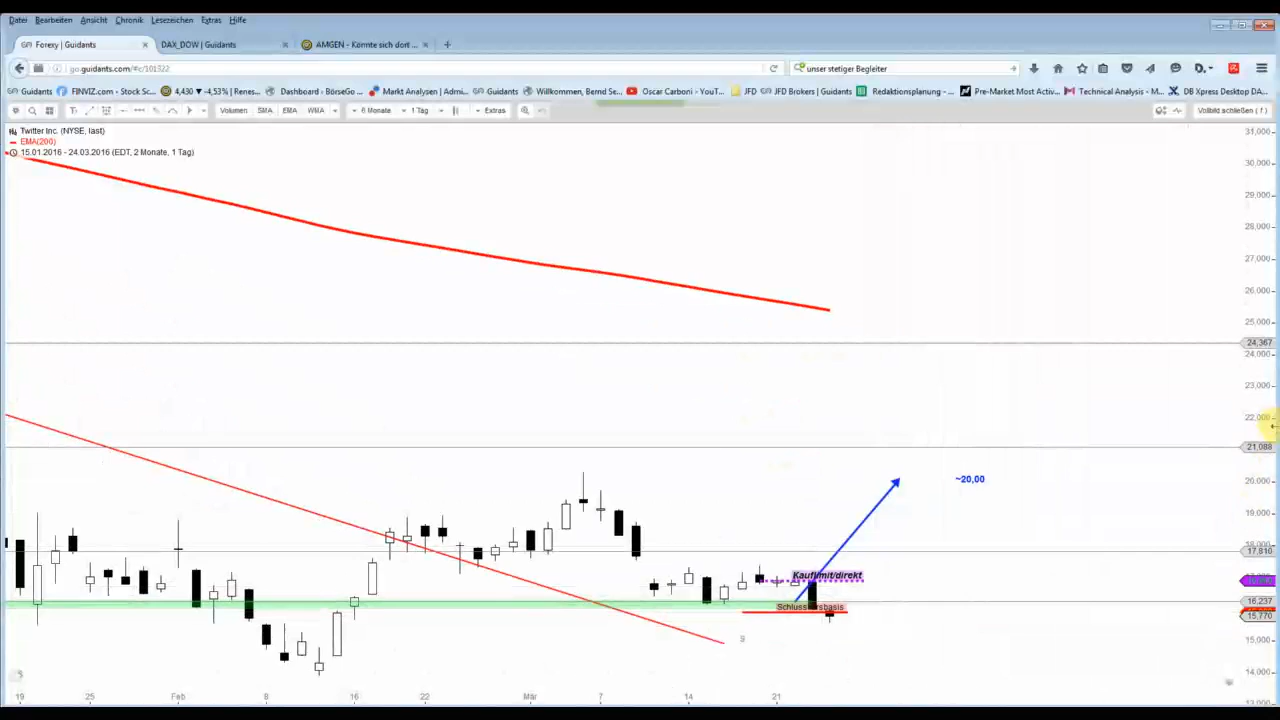 Datei Bearbeiten Ansicht Chronik Lesezeichen Extras Hilfe
Forexy | Guidants × DAX_DOW | Guidants × AMGEN - Könnte sich dort ... × +
go.guidants.com/#c/101322 unser stetiger Begleiter
Guidants FINVIZ.com - Stock Sc... 4,430 ▼ -4,53% | Renes... Dashboard - BörseGo ... Markt Analysen | Admi... Guidants Willkommen, Bernd Se... Oscar Carboni - YouT... JFD JFD Brokers | Guidants Redaktionsplanung - ... Pre-Market Most Activ... Technical Analysis - M... DB Xpress Desktop DA...
Volumen SMA EMA WMA 6 Monate 1 Tag Extras Vollbild schließen ( f )
Twitter Inc. (NYSE, last)
EMA(200)
15.01.2016 - 24.03.2016 (EDT, 2 Monate, 1 Tag)
31,000
30,000
29,000
28,000
27,000
26,000
25,000
24,367
24,000
23,000
22,000
21,088
20,000
~20,00
19,000
18,000
17,810
Kauflimit/direkt
16,237
15,770
15,000
14,000
13,000
9
19 25 Feb 8 16 22 Mär 7 14 21